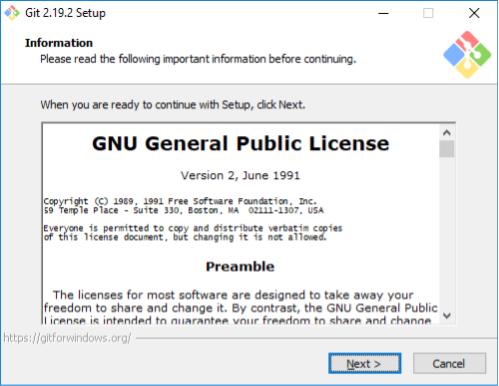 Git 2.19.2 Setup
Information
Please read the following important information before continuing.
When you are ready to continue with Setup, click Next.
GNU General Public License
Version 2, June 1991
Copyright (C) 1989, 1991 Free Software Foundation, Inc.
59 Temple Place - Suite 330, Boston, MA  02111-1307, USA
Everyone is permitted to copy and distribute verbatim copies
of this license document, but changing it is not allowed.
Preamble
The licenses for most software are designed to take away your
freedom to share and change it. By contrast, the GNU General Public
License is intended to guarantee your freedom to share and change
https://gitforwindows.org/
Next >
Cancel